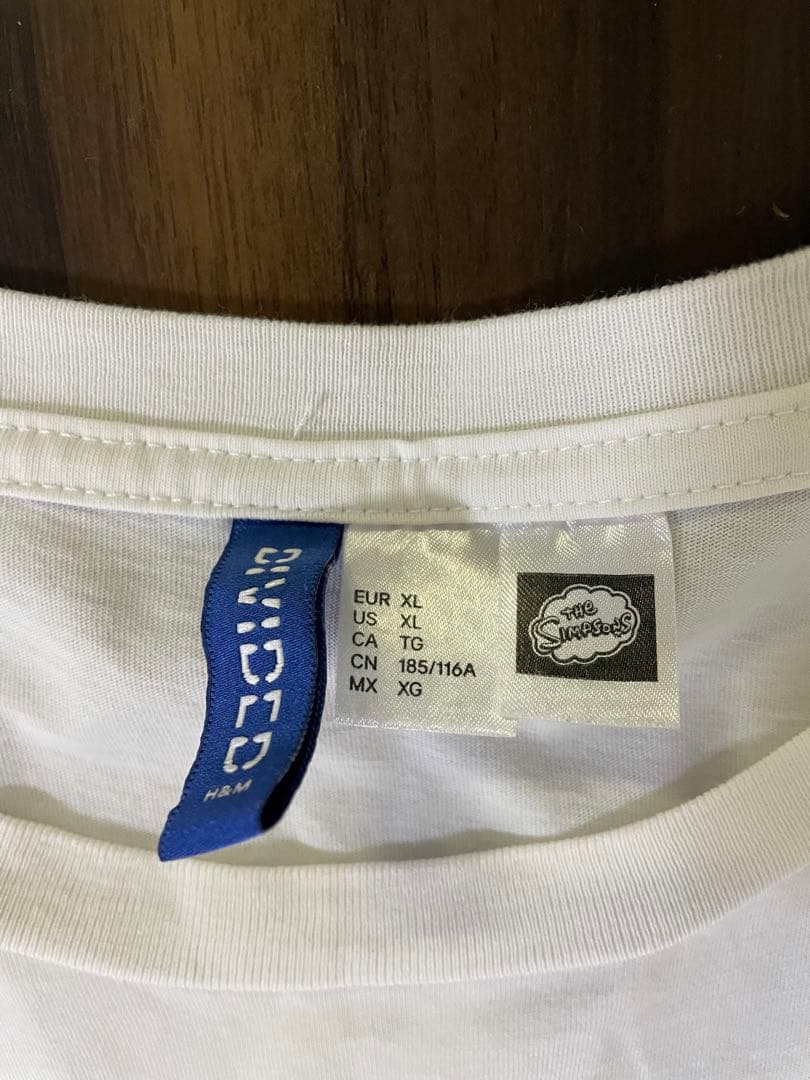 DIVIDED
H&M
EUR XL
US XL
CA TG
CN 185/116A
MX XG
THE
SIMPSONS